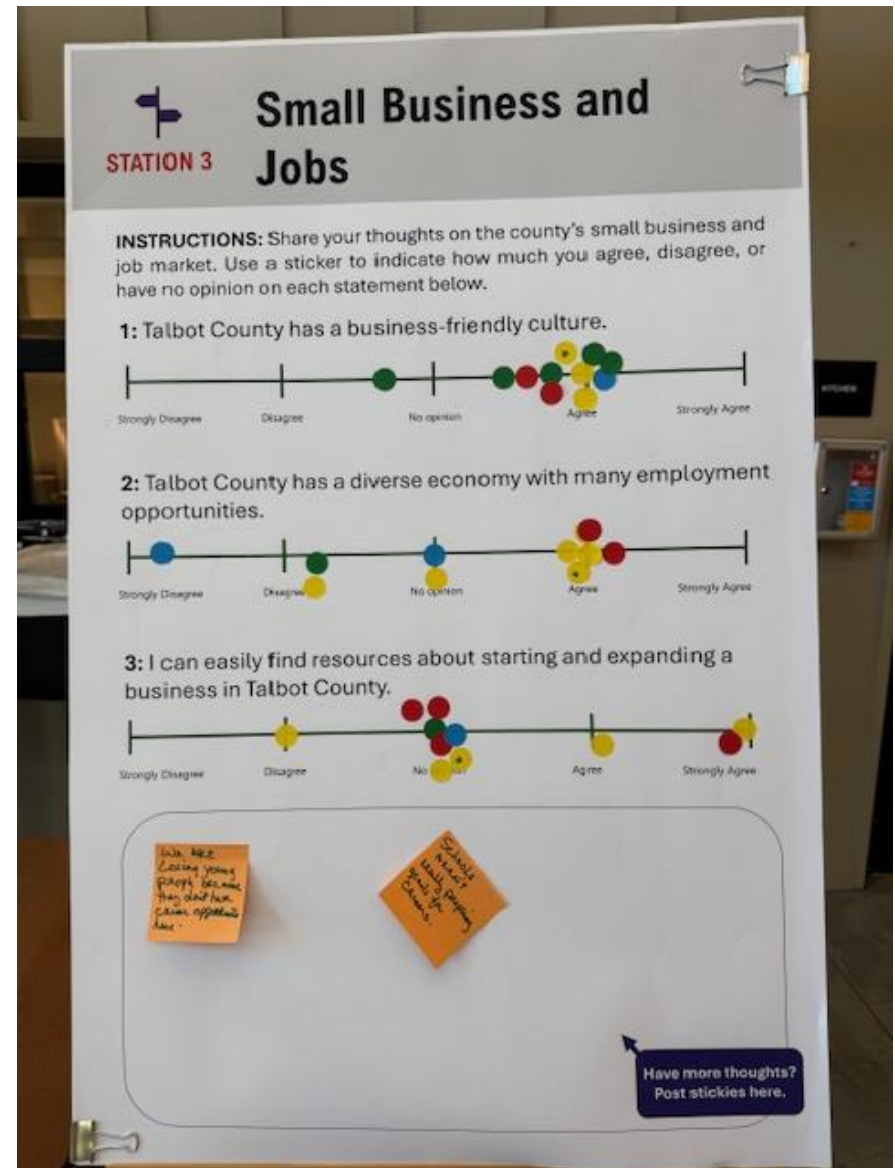 STATION 3
Small Business and
Jobs
INSTRUCTIONS: Share your thoughts on the county's small business and
job market. Use a sticker to indicate how much you agree, disagree, or
have no opinion on each statement below.
1: Talbot County has a business-friendly culture.
Strongly Disagree Disagree No opinion Agree Strongly Agree
2: Talbot County has a diverse economy with many employment
opportunities.
Strongly Disagree Disagree No opinion Agree Strongly Agree
3: I can easily find resources about starting and expanding a
business in Talbot County.
Strongly Disagree Disagree No Agree Strongly Agree
We are
Losing young
people because
they don't have
career
here.
Schools
aren't
really preparing
for
careers.
Have more thoughts?
Post stickies here.
KITCHEN